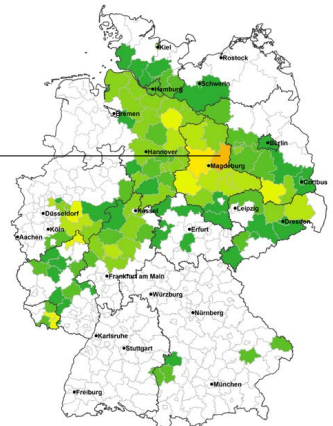 Kiel
Rostock
Schwerin
Hamburg
Bremen
Berlin
Hannover
Magdeburg
Cottbus
Düsseldorf
Kassel
Leipzig
Dresden
Köln
Aachen
Erfurt
Frankfurt am Main
Würzburg
Nürnberg
Karlsruhe
Stuttgart
Freiburg
München